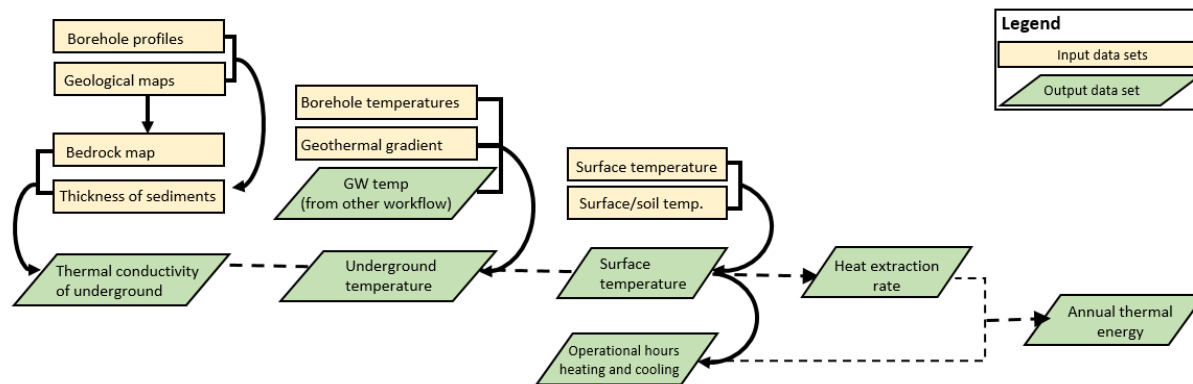 Borehole profiles
Geological maps
Bedrock map
Thickness of sediments
Thermal conductivity
of underground
Borehole temperatures
Geothermal gradient
GW temp
(from other workflow)
Underground
temperature
Surface temperature
Surface/soil temp.
Surface
temperature
Operational hours
heating and cooling
Heat extraction
rate
Annual thermal
energy
Legend
Input data sets
Output data set